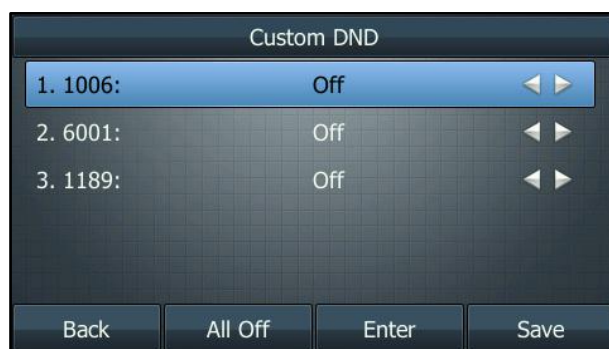 Custom DND
1. 1006: Off
2. 6001: Off
3. 1189: Off
Back All Off Enter Save